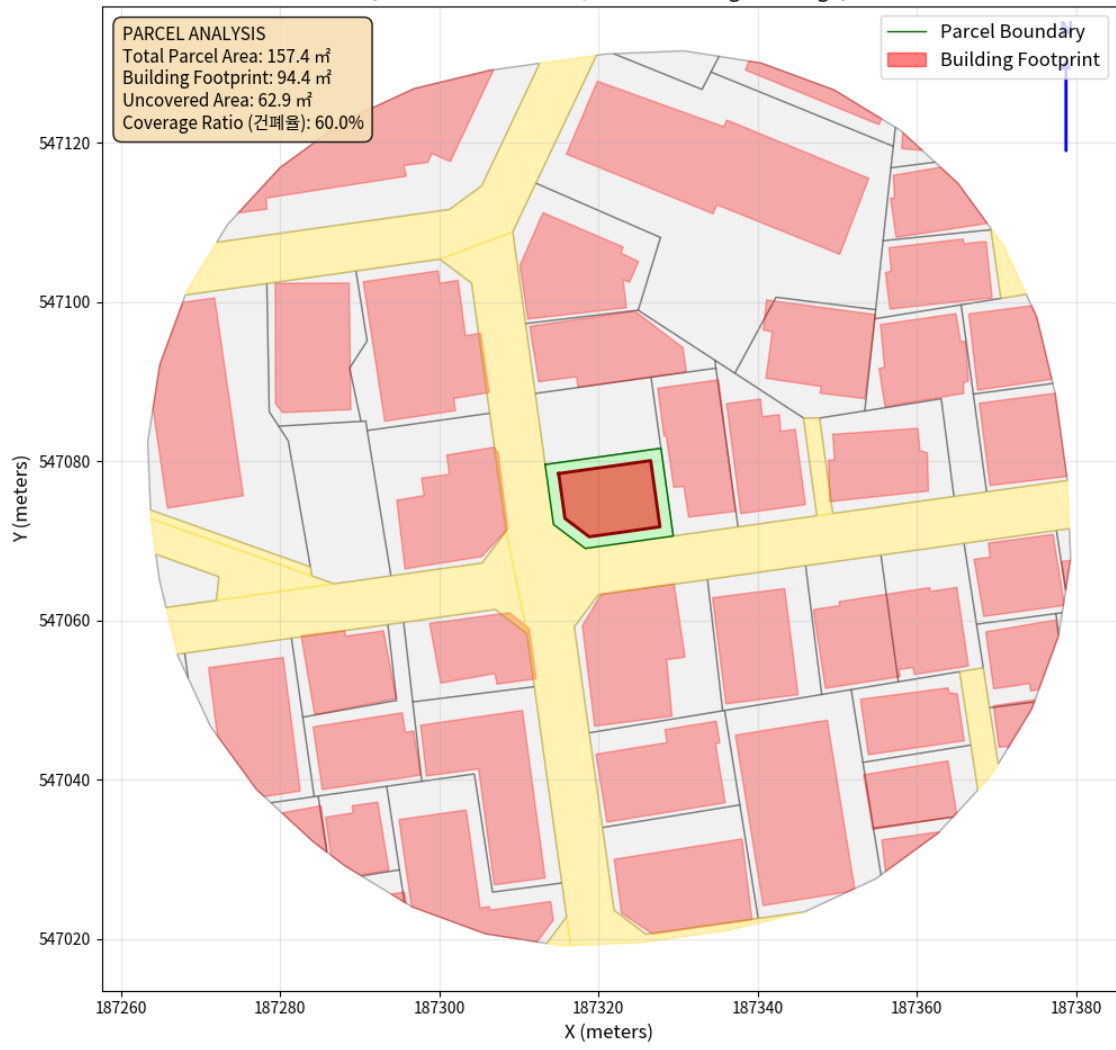 PARCEL ANALYSIS
Total Parcel Area: 157.4 ㎡
Building Footprint: 94.4 ㎡
Uncovered Area: 62.9 ㎡
Coverage Ratio (건폐율): 60.0%
Parcel Boundary
Building Footprint
547120
547100
547080
547060
547040
547020
Y (meters)
187260
187280
187300
187320
187340
187360
187380
X (meters)